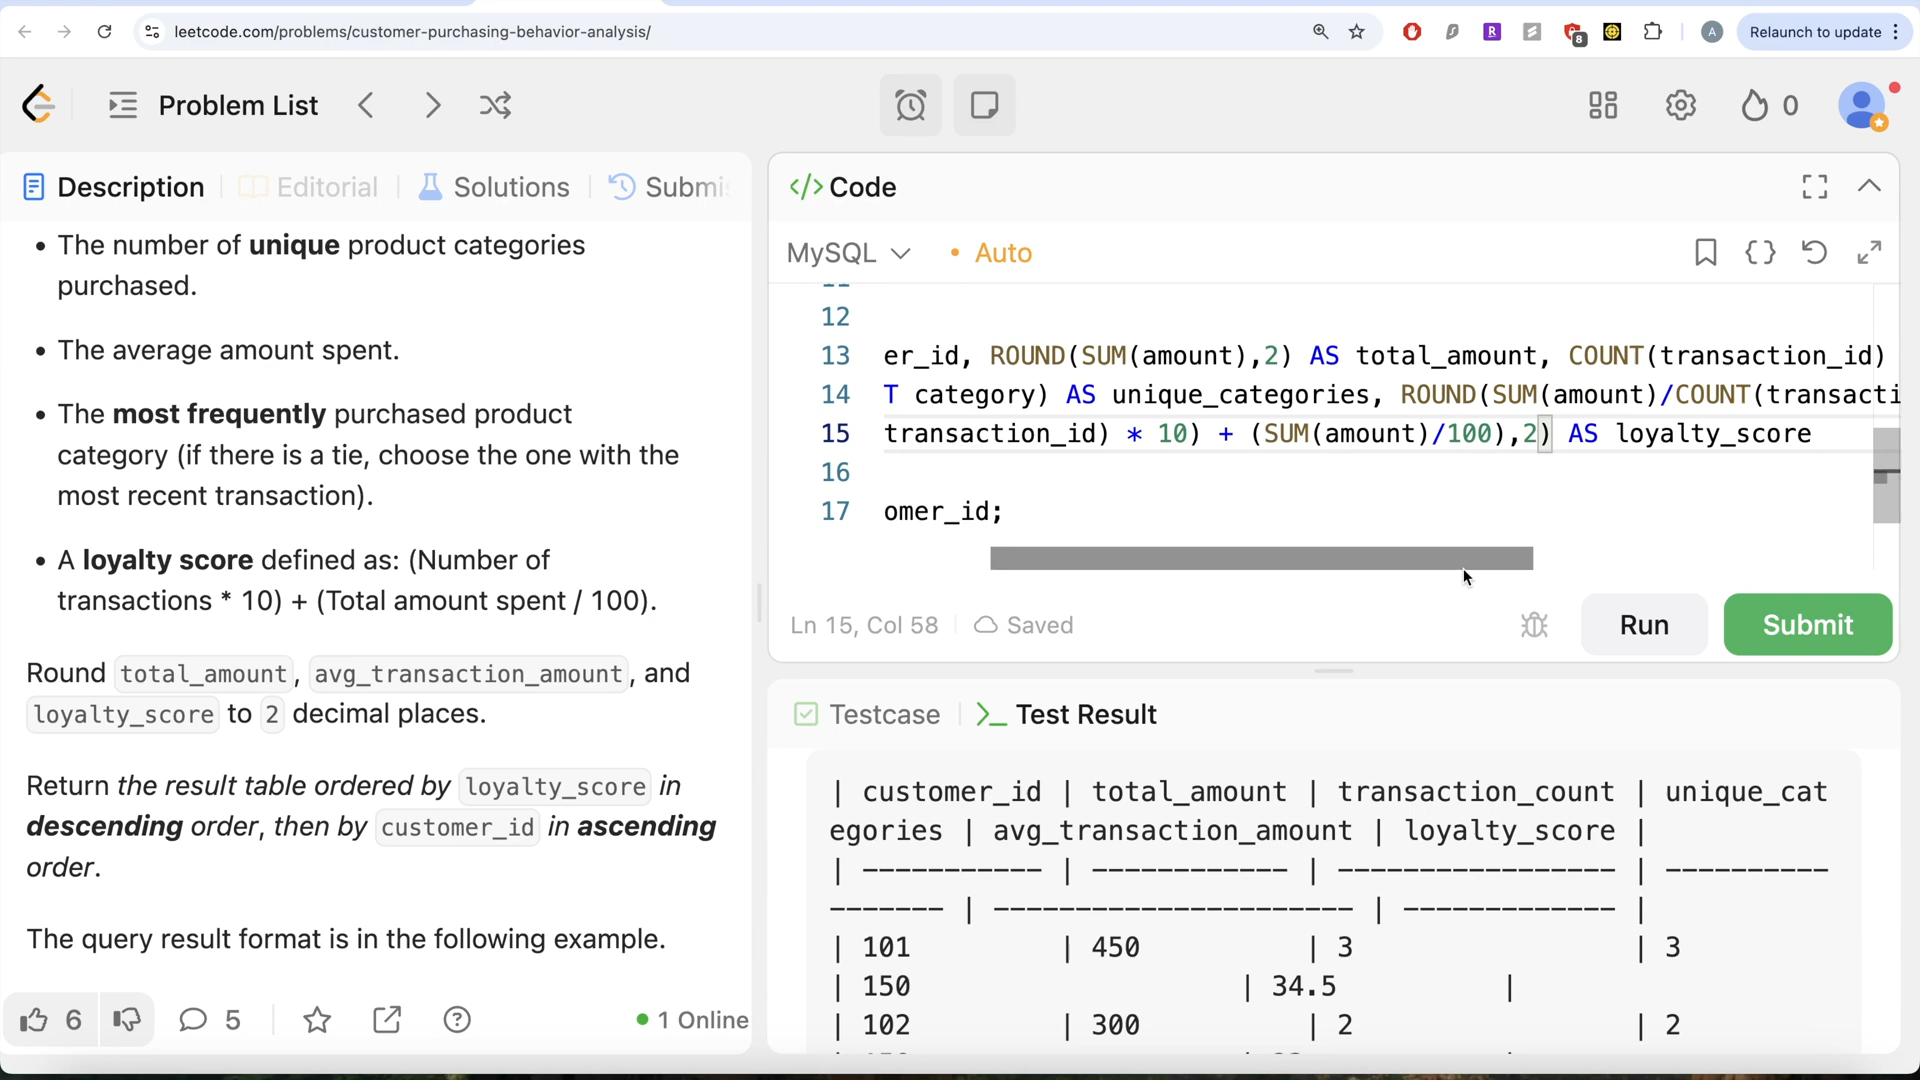 leetcode.com/problems/customer-purchasing-behavior-analysis/
8
A
Relaunch to update
Problem List
0
Description
Editorial
Solutions
Submi
Code
MySQL
• Auto
• The number of unique product categories
purchased.
• The average amount spent.
• The most frequently purchased product
category (if there is a tie, choose the one with the
most recent transaction).
• A loyalty score defined as: (Number of
transactions * 10) + (Total amount spent / 100).
Round total_amount, avg_transaction_amount, and
loyalty_score to 2 decimal places.
Return the result table ordered by loyalty_score in
descending order, then by customer_id in ascending
order.
The query result format is in the following example.
6
5
1 Online
12
13 er_id, ROUND(SUM(amount),2) AS total_amount, COUNT(transaction_id)
14 T category) AS unique_categories, ROUND(SUM(amount)/COUNT(transacti
15 transaction_id) * 10) + (SUM(amount)/100),2) AS loyalty_score
16
17 omer_id;
Ln 15, Col 58
Saved
Run
Submit
Testcase
>_ Test Result
| customer_id | total_amount | transaction_count | unique_cat
egories | avg_transaction_amount | loyalty_score |
| ----------- | ------------ | ----------------- | ----------
------- | ---------------------- | ------------- |
| 101 | 450 | 3 | 3
| 150 | 34.5 |
| 102 | 300 | 2 | 2